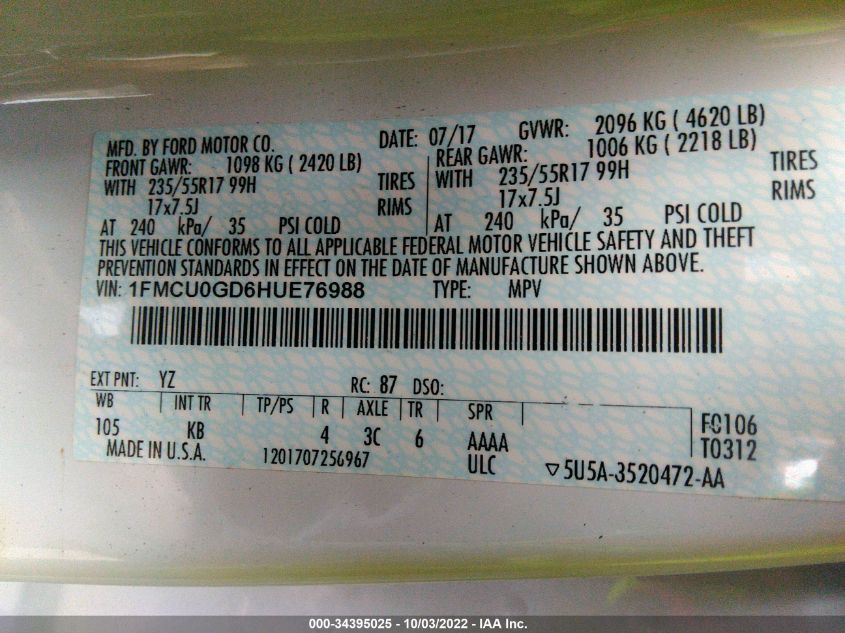 MFD. BY FORD MOTOR CO. DATE: 07/17 GVWR: 2096 KG ( 4620 LB)
FRONT GAWR: 1098 KG ( 2420 LB) REAR GAWR: 1006 KG ( 2218 LB)
WITH 235/55R17 99H TIRES WITH 235/55R17 99H TIRES
17x7.5J RIMS 17x7.5J RIMS
AT 240 kPa/ 35 PSI COLD AT 240 kPa/ 35 PSI COLD
THIS VEHICLE CONFORMS TO ALL APPLICABLE FEDERAL MOTOR VEHICLE SAFETY AND THEFT
PREVENTION STANDARDS IN EFFECT ON THE DATE OF MANUFACTURE SHOWN ABOVE.
VIN: 1FMCU0GD6HUE76988 TYPE: MPV
EXT PNT: YZ RC: 87 DSO:
WB INT TR TP/PS R AXLE TR SPR
105 KB 4 3C 6 AAAA
MADE IN U.S.A. 1201707256967 ULC
F0106
T0312
▽5U5A-3520472-AA
000-34395025 - 10/03/2022 - IAA Inc.